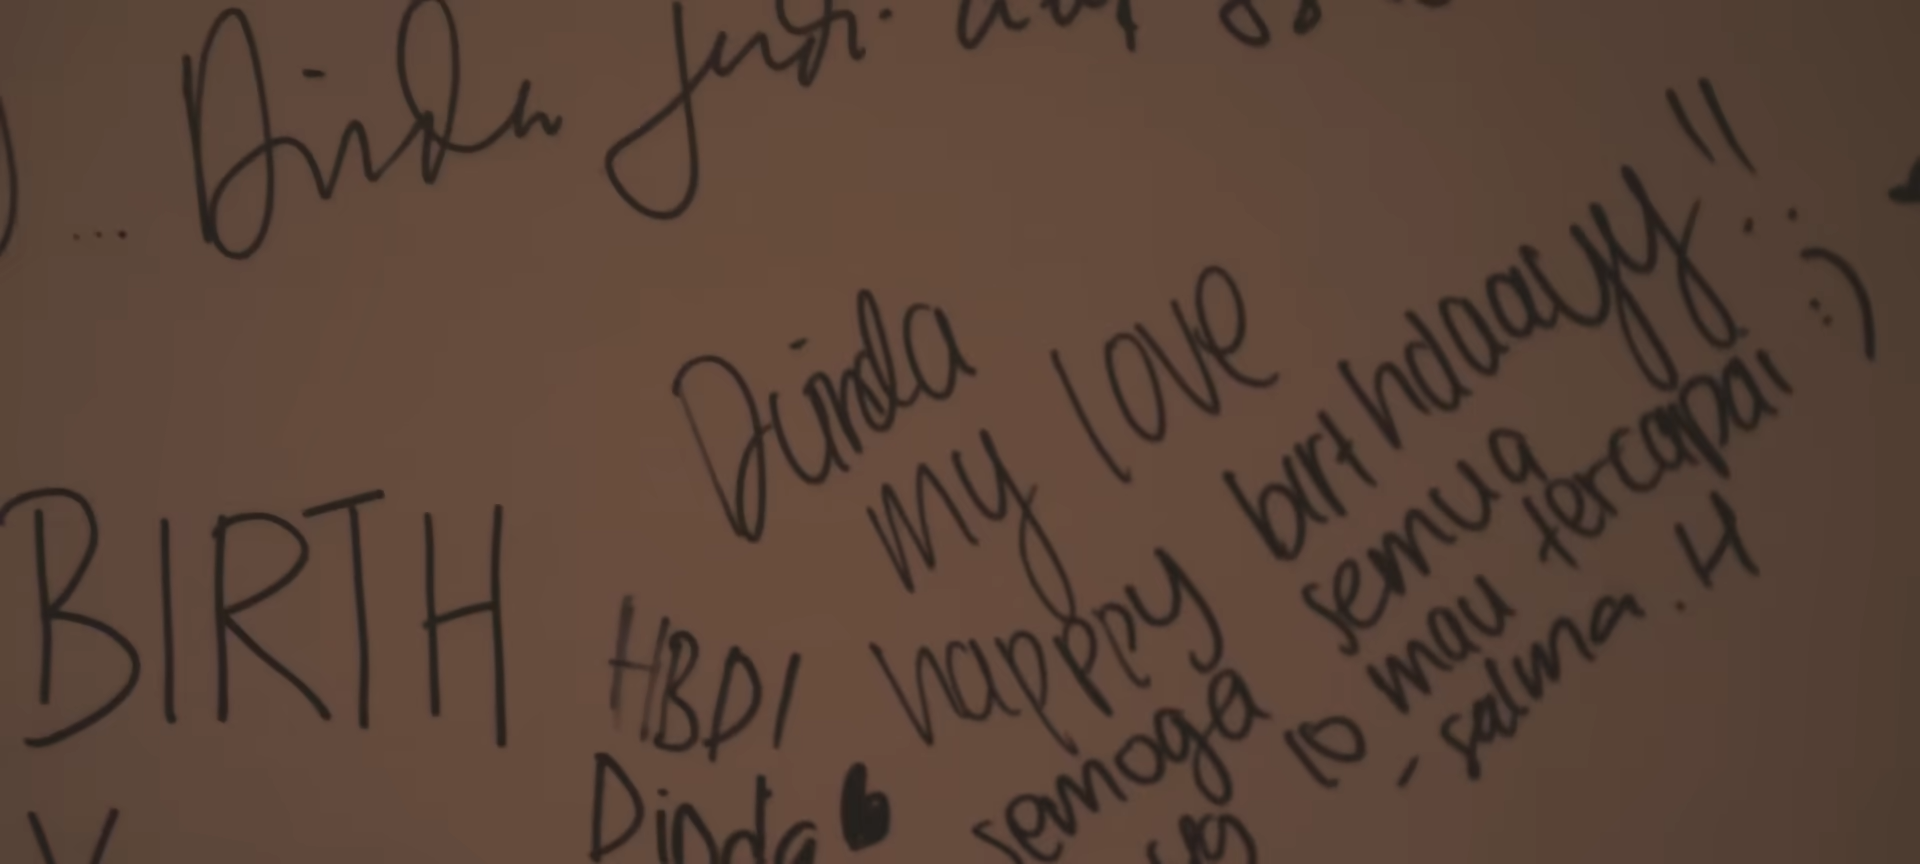 ... Dinda
Dinda
my love
happy birthdaayyy!!
semoga semua
yg lo mau tercapai :)
- salma. H
BIRTH
HBD!
Dinda